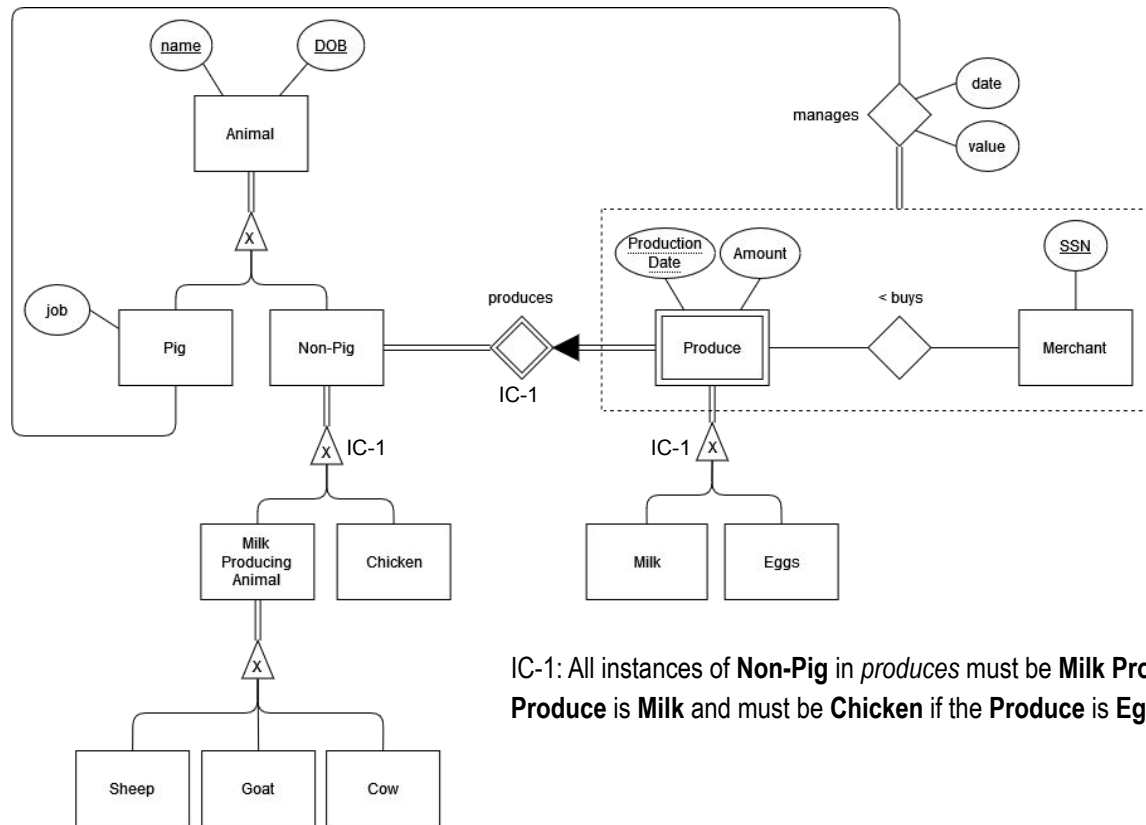 name
DOB
date
manages
value
Animal
X
Production
Date
Amount
SSN
job
produces
< buys
Pig
Non-Pig
Produce
Merchant
IC-1
X
IC-1
IC-1
X
Milk
Producing
Animal
Chicken
Milk
Eggs
X
IC-1: All instances of Non-Pig in produces must be Milk
Produce is Milk and must be Chicken if the Produce is
Sheep
Goat
Cow